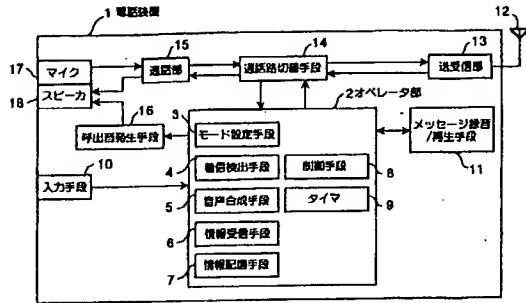 1 電話装置
12
15
14
13
17
マイク
通話部
通話路切替手段
送受信部
18
スピーカ
16
3
2オペレータ部
呼出音発生手段
モード設定手段
メッセージ録音
/再生手段
10
4
着信検出手段
制御手段
8
11
入力手段
5
音声合成手段
タイマ
9
6
情報受信手段
7
情報記憶手段